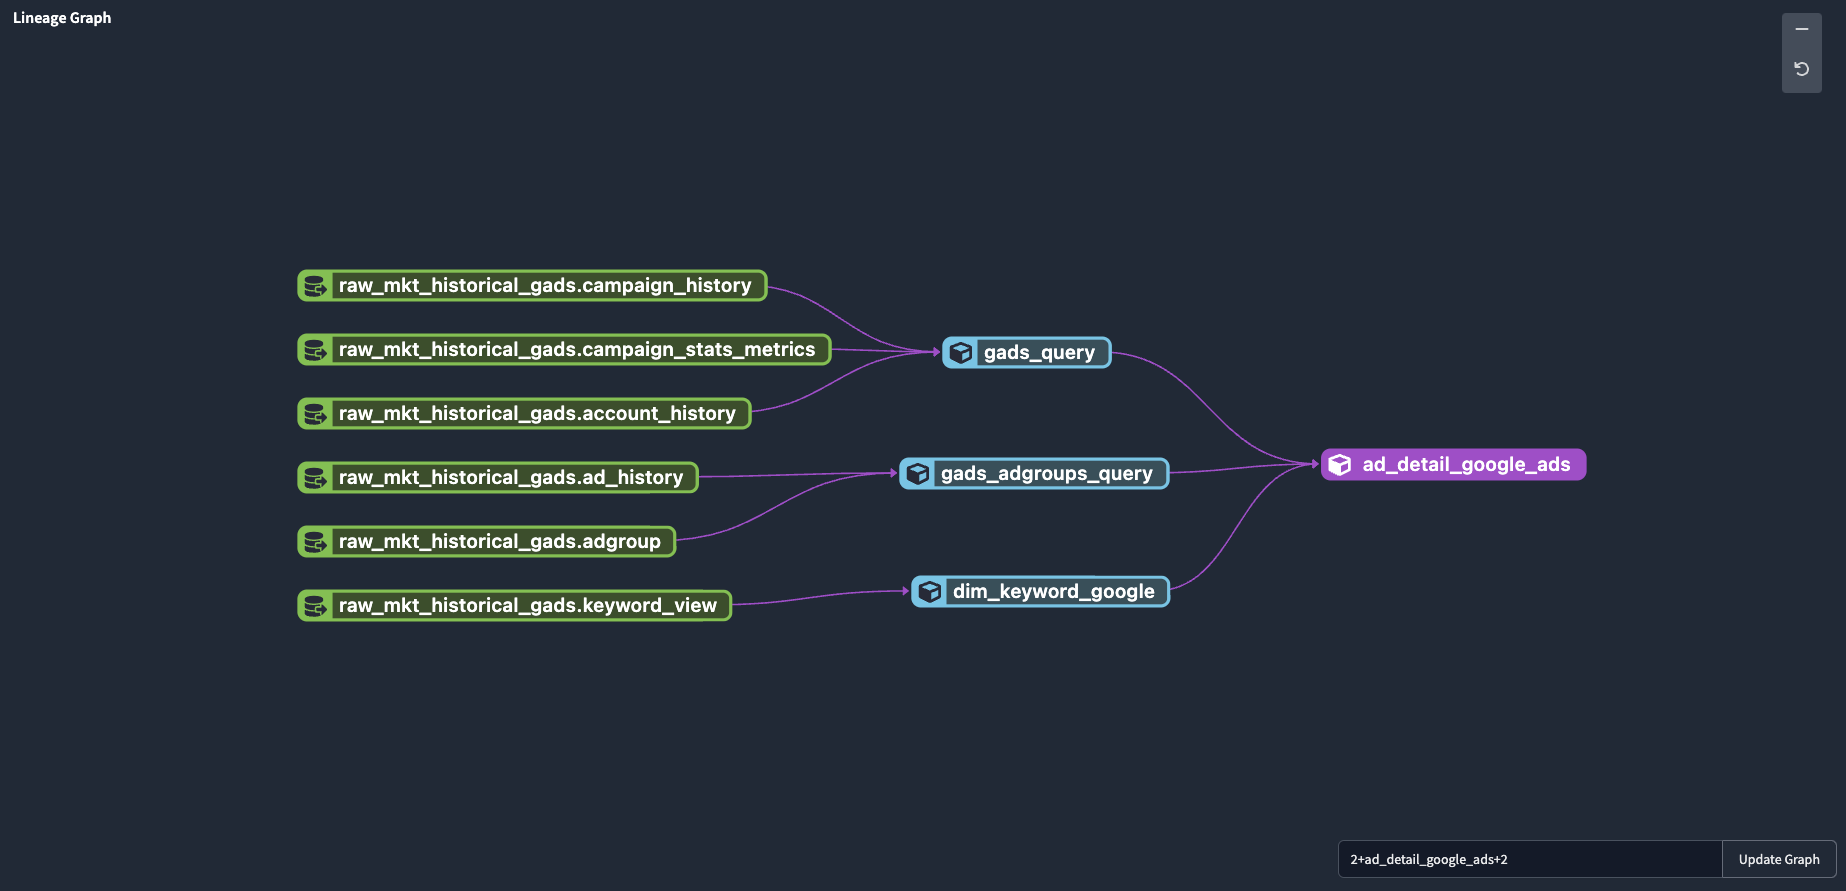 Lineage Graph
raw_mkt_historical_gads.campaign_history
raw_mkt_historical_gads.campaign_stats_metrics
gads_query
raw_mkt_historical_gads.account_history
ad_detail_google_ads
raw_mkt_historical_gads.ad_history
gads_adgroups_query
raw_mkt_historical_gads.adgroup
dim_keyword_google
raw_mkt_historical_gads.keyword_view
2+ad_detail_google_ads+2
Update Graph